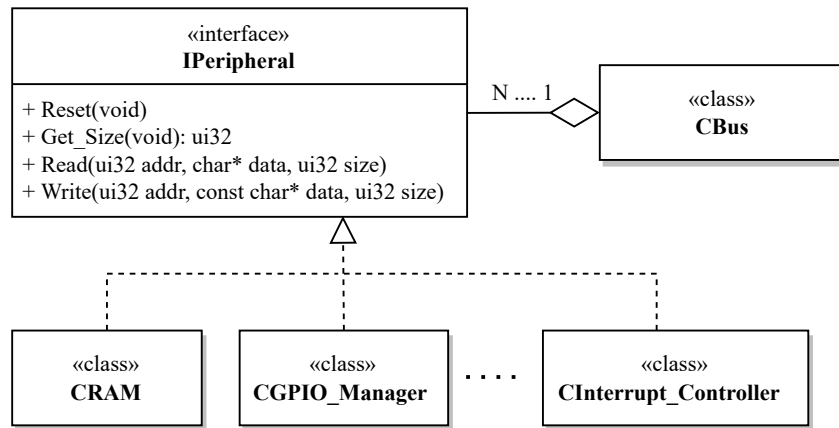 «interface»
IPeripheral
+ Reset(void)
+ Get_Size(void): ui32
+ Read(ui32 addr, char* data, ui32 size)
+ Write(ui32 addr, const char* data, ui32 size)
N .... 1
«class»
CBus
«class»
CRAM
«class»
CGPIO_Manager
. . . .
«class»
CInterrupt_Controller